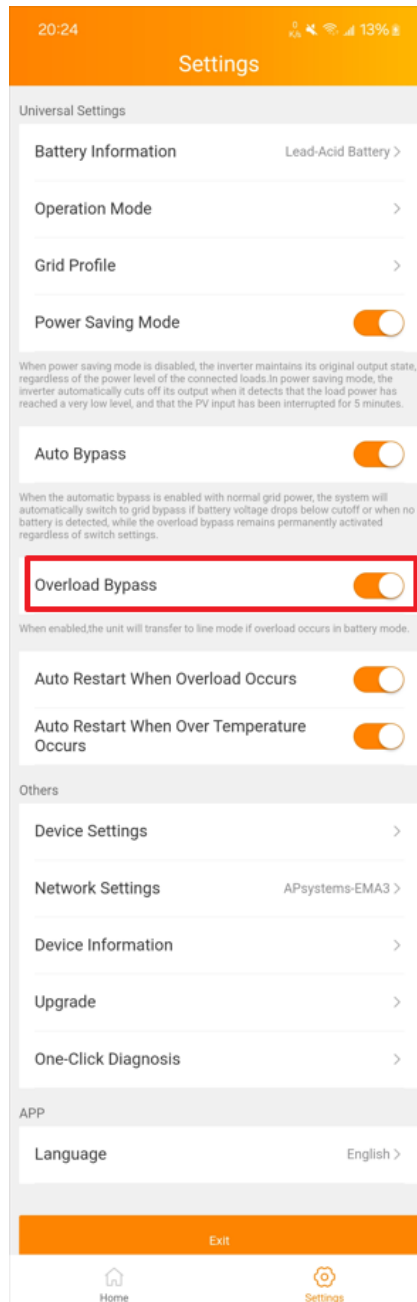 20:24
0
K/s
13%
Settings
Universal Settings
Battery Information
Lead-Acid Battery >
Operation Mode
>
Grid Profile
>
Power Saving Mode
When power saving mode is disabled, the inverter maintains its original output state,
regardless of the power level of the connected loads.In power saving mode, the
inverter automatically cuts off its output when it detects that the load power has
reached a very low level, and that the PV input has been interrupted for 5 minutes.
Auto Bypass
When the automatic bypass is enabled with normal grid power, the system will
automatically switch to grid bypass if battery voltage drops below cutoff or when no
battery is detected, while the overload bypass remains permanently activated
regardless of switch settings.
Overload Bypass
When enabled,the unit will transfer to line mode if overload occurs in battery mode.
Auto Restart When Overload Occurs
Auto Restart When Over Temperature
Occurs
Others
Device Settings
>
Network Settings
APsystems-EMA3 >
Device Information
>
Upgrade
>
One-Click Diagnosis
>
APP
Language
English >
Exit
Home
Settings